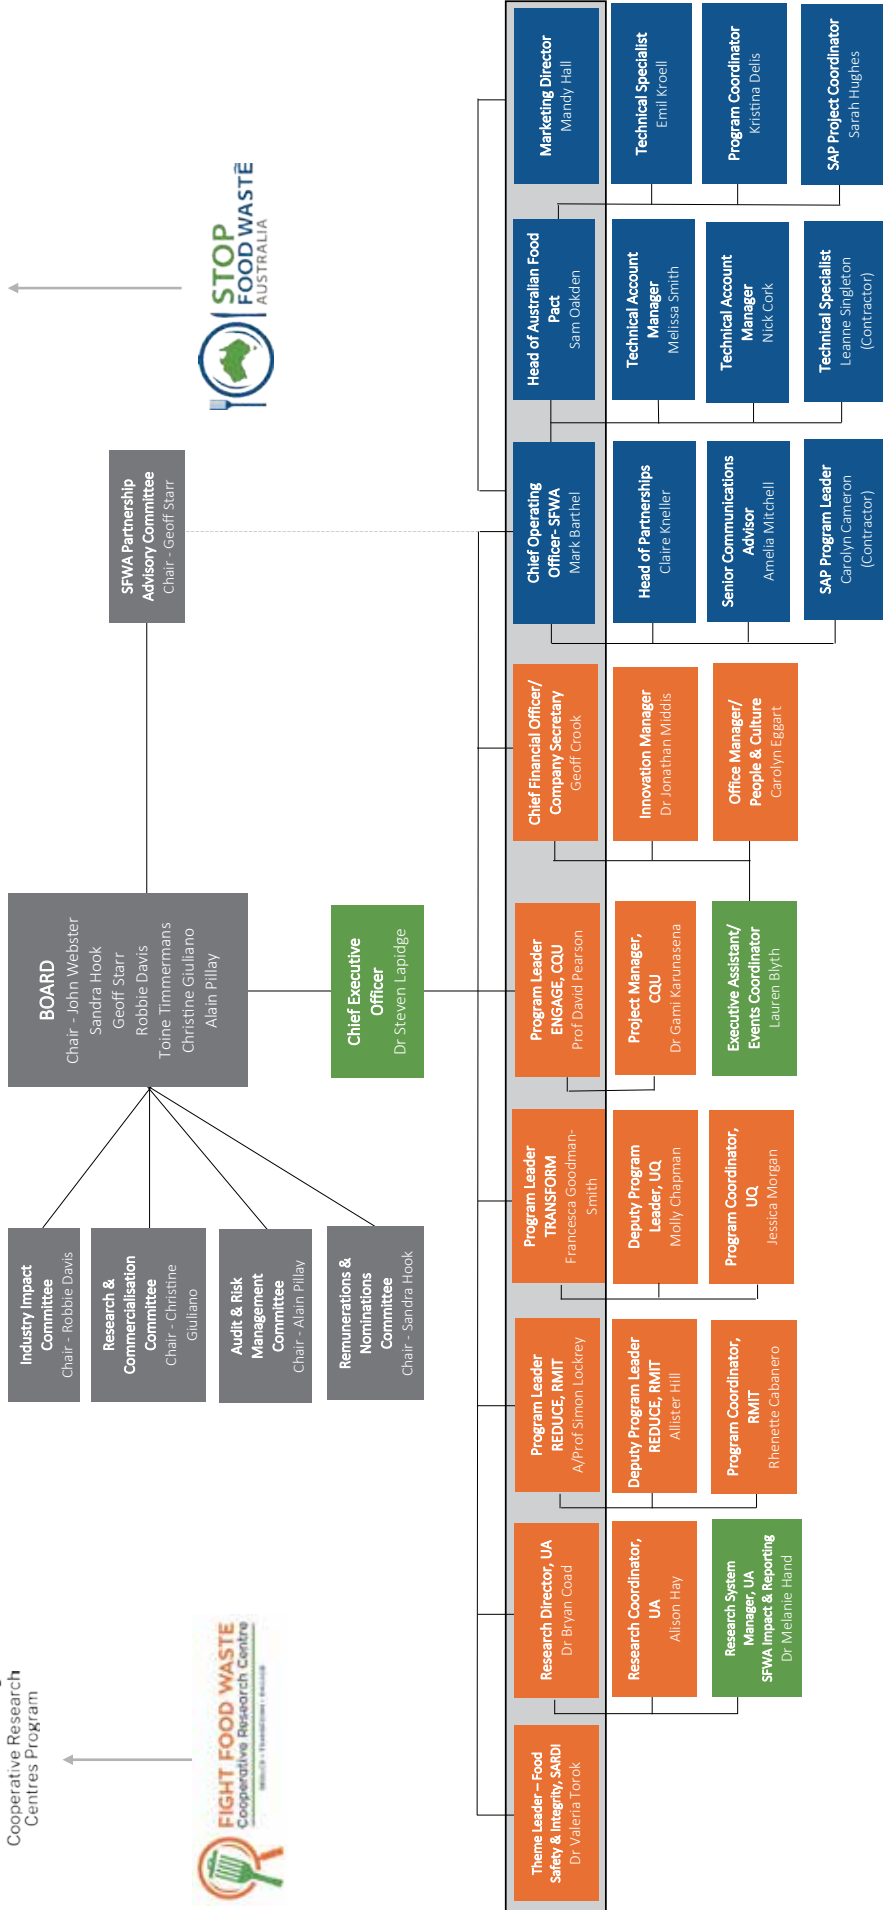 Cooperative Research
Centres Program
FIGHT FOOD WASTE
Cooperative Research Centre
REDUCE • TRANSFORM • ENGAGE
STOP
FOOD WASTE
AUSTRALIA
Industry Impact
Committee
Chair - Robbie Davis
Research &
Commercialisation
Committee
Chair - Christine
Giuliano
Audit & Risk
Management
Committee
Chair - Alain Pillay
Remunerations &
Nominations
Committee
Chair - Sandra Hook
BOARD
Chair - John Webster
Sandra Hook
Geoff Starr
Robbie Davis
Toine Timmermans
Christine Giuliano
Alain Pillay
SFWA Partnership
Advisory Committee
Chair - Geoff Starr
Chief Executive
Officer
Dr Steven Lapidge
Theme Leader – Food
Safety & Integrity, SARDI
Dr Valeria Torok
Research Director, UA
Dr Bryan Coad
Program Leader
REDUCE, RMIT
A/Prof Simon Lockrey
Program Leader
TRANSFORM
Francesca Goodman-
Smith
Program Leader
ENGAGE, CQU
Prof David Pearson
Chief Financial Officer/
Company Secretary
Geoff Crook
Chief Operating
Officer- SFWA
Mark Barthel
Head of Australian Food
Pact
Sam Oakden
Marketing Director
Mandy Hall
Research Coordinator,
UA
Alison Hay
Deputy Program Leader
REDUCE, RMIT
Allister Hill
Deputy Program
Leader, UQ
Molly Chapman
Project Manager,
CQU
Dr Gami Karunasena
Innovation Manager
Dr Jonathan Middis
Head of Partnerships
Claire Kneller
Technical Account
Manager
Melissa Smith
Technical Specialist
Emil Kroell
Research System
Manager, UA
SFWA Impact & Reporting
Dr Melanie Hand
Program Coordinator,
RMIT
Rhenette Cabanero
Program Coordinator,
UQ
Jessica Morgan
Executive Assistant/
Events Coordinator
Lauren Blyth
Office Manager/
People & Culture
Carolyn Eggart
Senior Communications
Advisor
Amelia Mitchell
Technical Account
Manager
Nick Cork
Program Coordinator
Kristina Delis
SAP Program Leader
Carolyn Cameron
(Contractor)
Technical Specialist
Leanne Singleton
(Contractor)
SAP Project Coordinator
Sarah Hughes